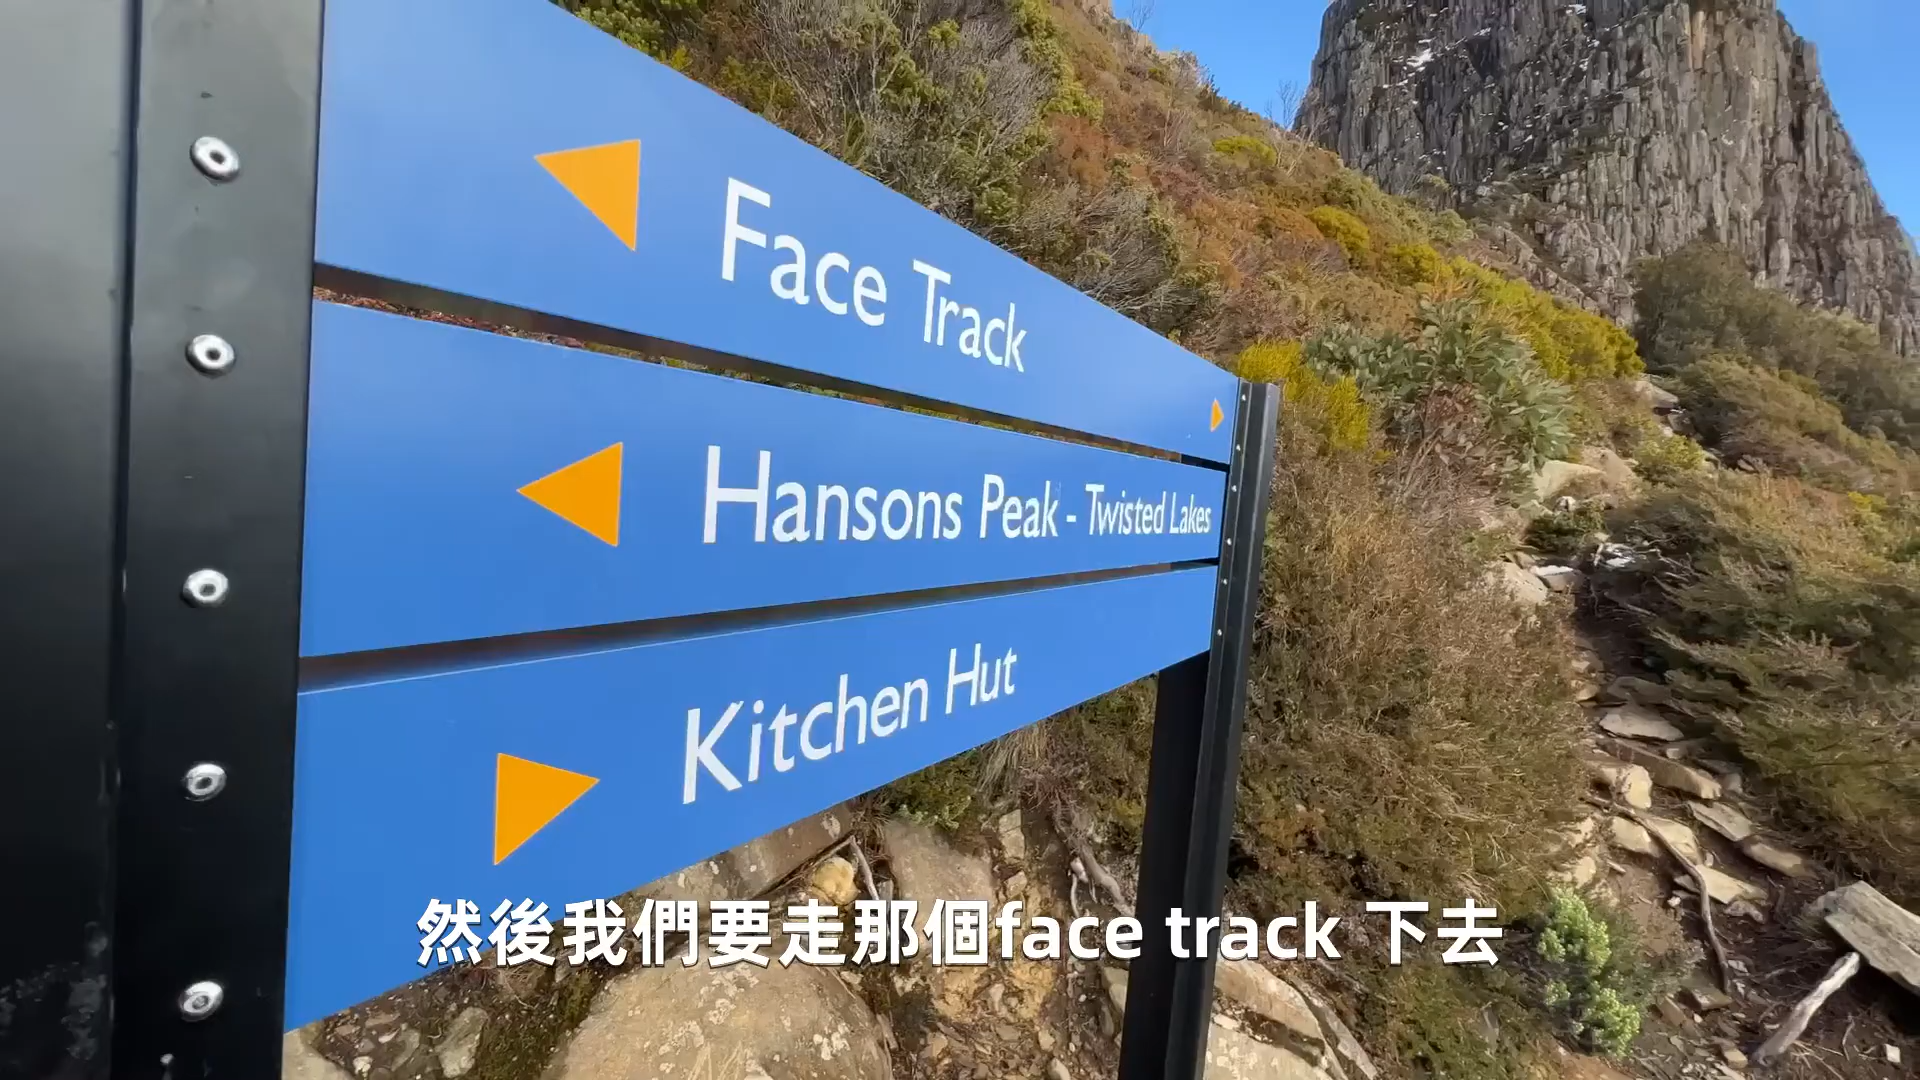 Face Track
Hansons Peak - Twisted Lakes
Kitchen Hut
然後我們要走那個face track 下去